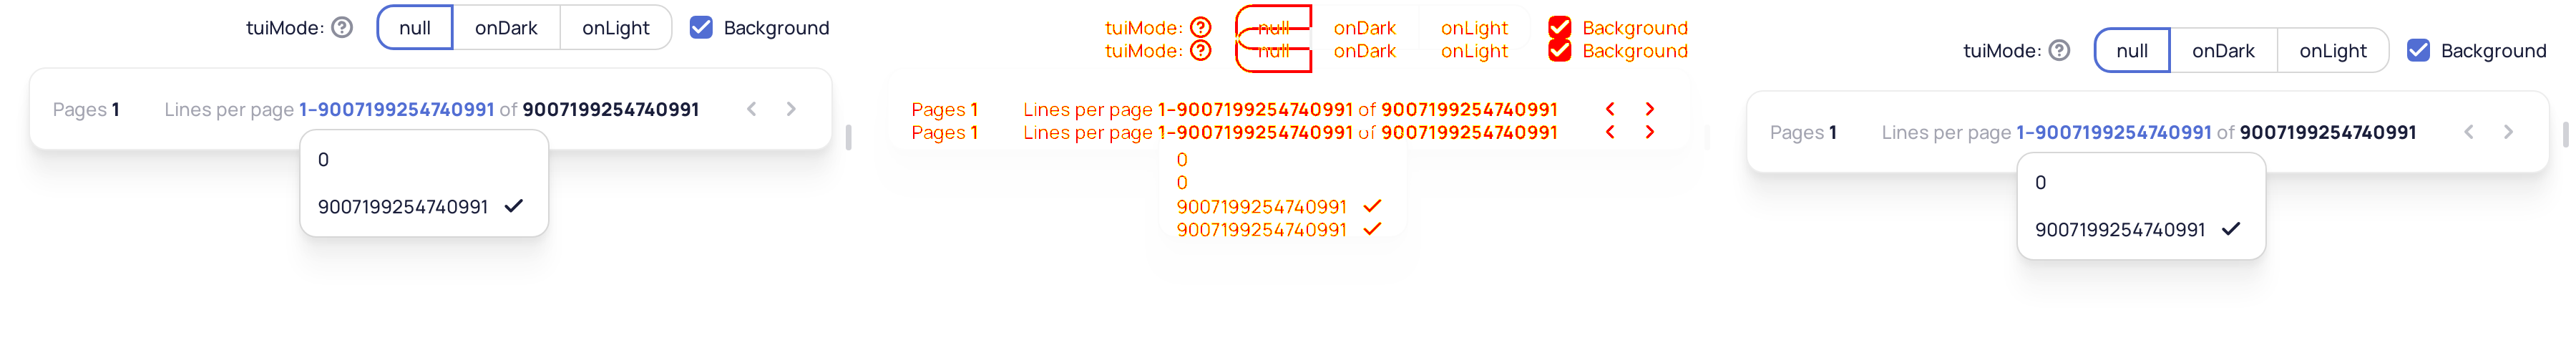 tuiMode: null onDark onLight Background
Pages 1 Lines per page 1–9007199254740991 of 9007199254740991
0
9007199254740991
tuiMode: null onDark onLight Background
tuiMode: null onDark onLight Background
Pages 1 Lines per page 1–9007199254740991 of 9007199254740991
Pages 1 Lines per page 1–9007199254740991 of 9007199254740991
0
0
9007199254740991
9007199254740991
tuiMode: null onDark onLight Background
Pages 1 Lines per page 1–9007199254740991 of 9007199254740991
0
9007199254740991